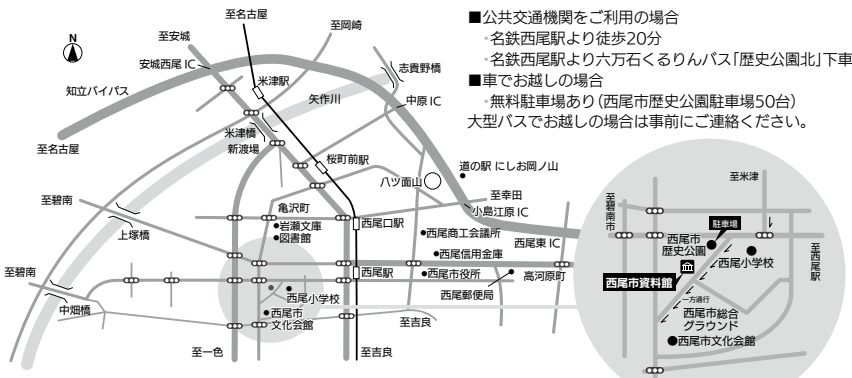 ■公共交通機関をご利用の場合
・名鉄西尾駅より徒歩20分
・名鉄西尾駅より六万石くるりんバス「歴史公園北」下車
■車でお越しの場合
・無料駐車場あり（西尾市歴史公園駐車場50台）
大型バスでお越しの場合は事前にご連絡ください。
N
至名古屋
至岡崎
至安城
安城西尾IC
志貴野橋
米津駅
知立バイパス
矢作川
中原IC
米津橋
新渡場
至名古屋
桜町前駅
道の駅 にしお岡ノ山
八ツ面山
至碧南
至幸田
亀沢町
小島江原IC
岩瀬文庫
図書館
西尾口駅
西尾商工会議所
西尾東IC
上塚橋
西尾信用金庫
至碧南
西尾駅
西尾市役所
高河原町
西尾小学校
西尾郵便局
中畑橋
西尾市
文化会館
至吉良
至一色
至吉良
至米津
至碧南市
駐車場
西尾市
歴史公園
西尾小学校
至西尾駅
西尾市資料館
一方通行
西尾市総合
グラウンド
西尾市文化会館